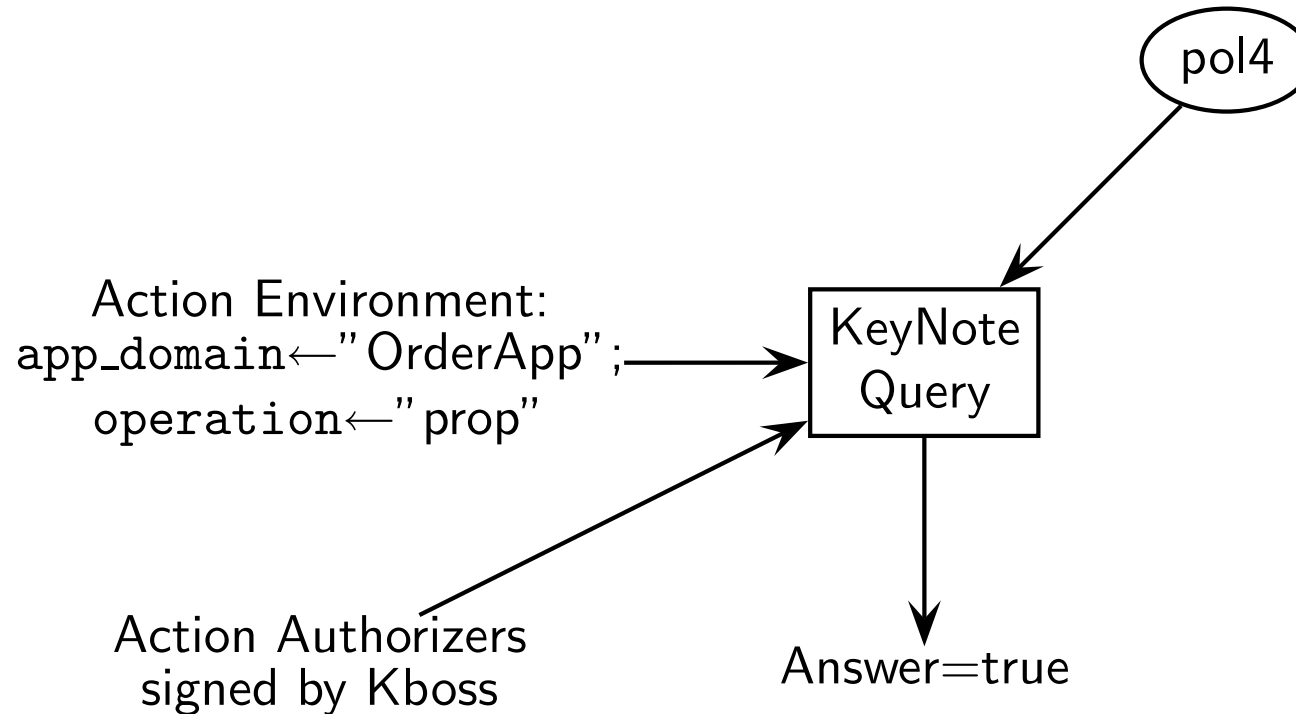 pol4
Action Environment:
app_domain←"OrderApp";
operation←"prop"
KeyNote
Query
Action Authorizers
signed by Kboss
Answer=true